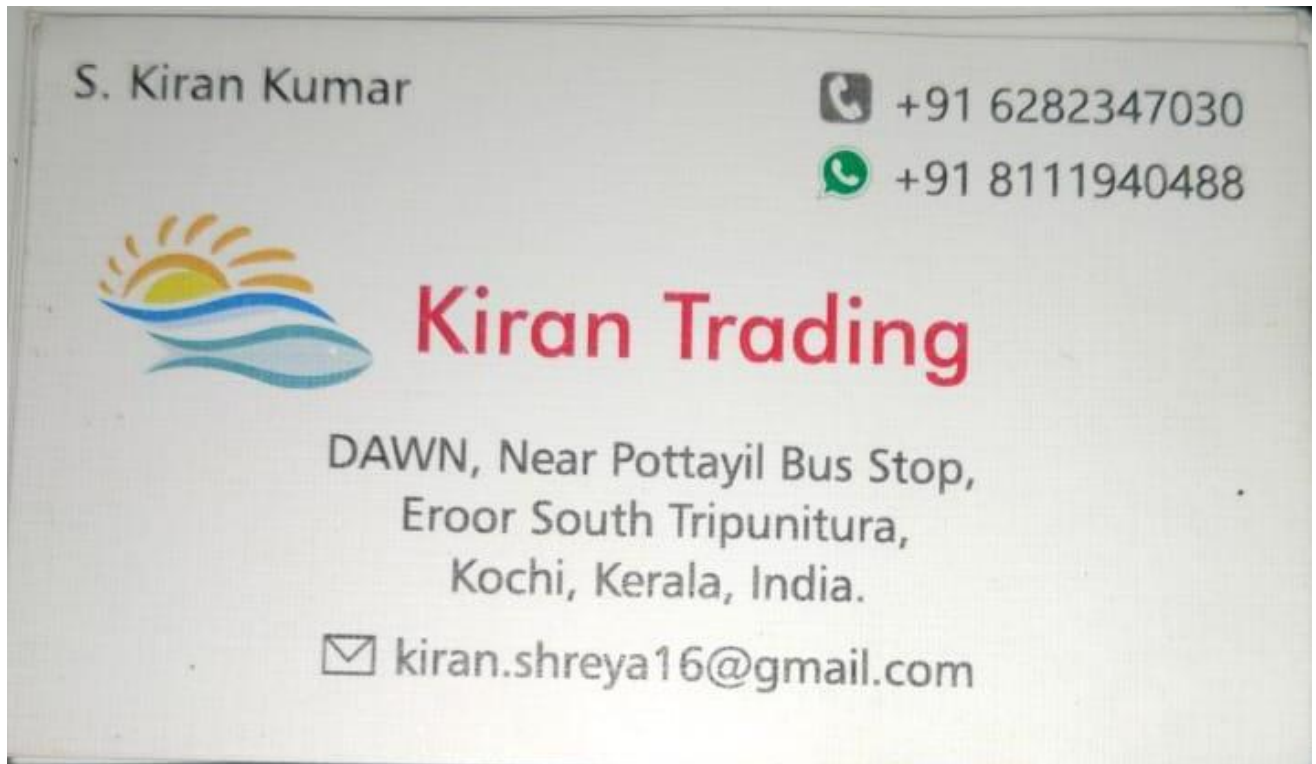 S. Kiran Kumar
+91 6282347030
+91 8111940488
Kiran Trading
DAWN, Near Pottayil Bus Stop,
Eroor South Tripunitura,
Kochi, Kerala, India.
kiran.shreya16@gmail.com